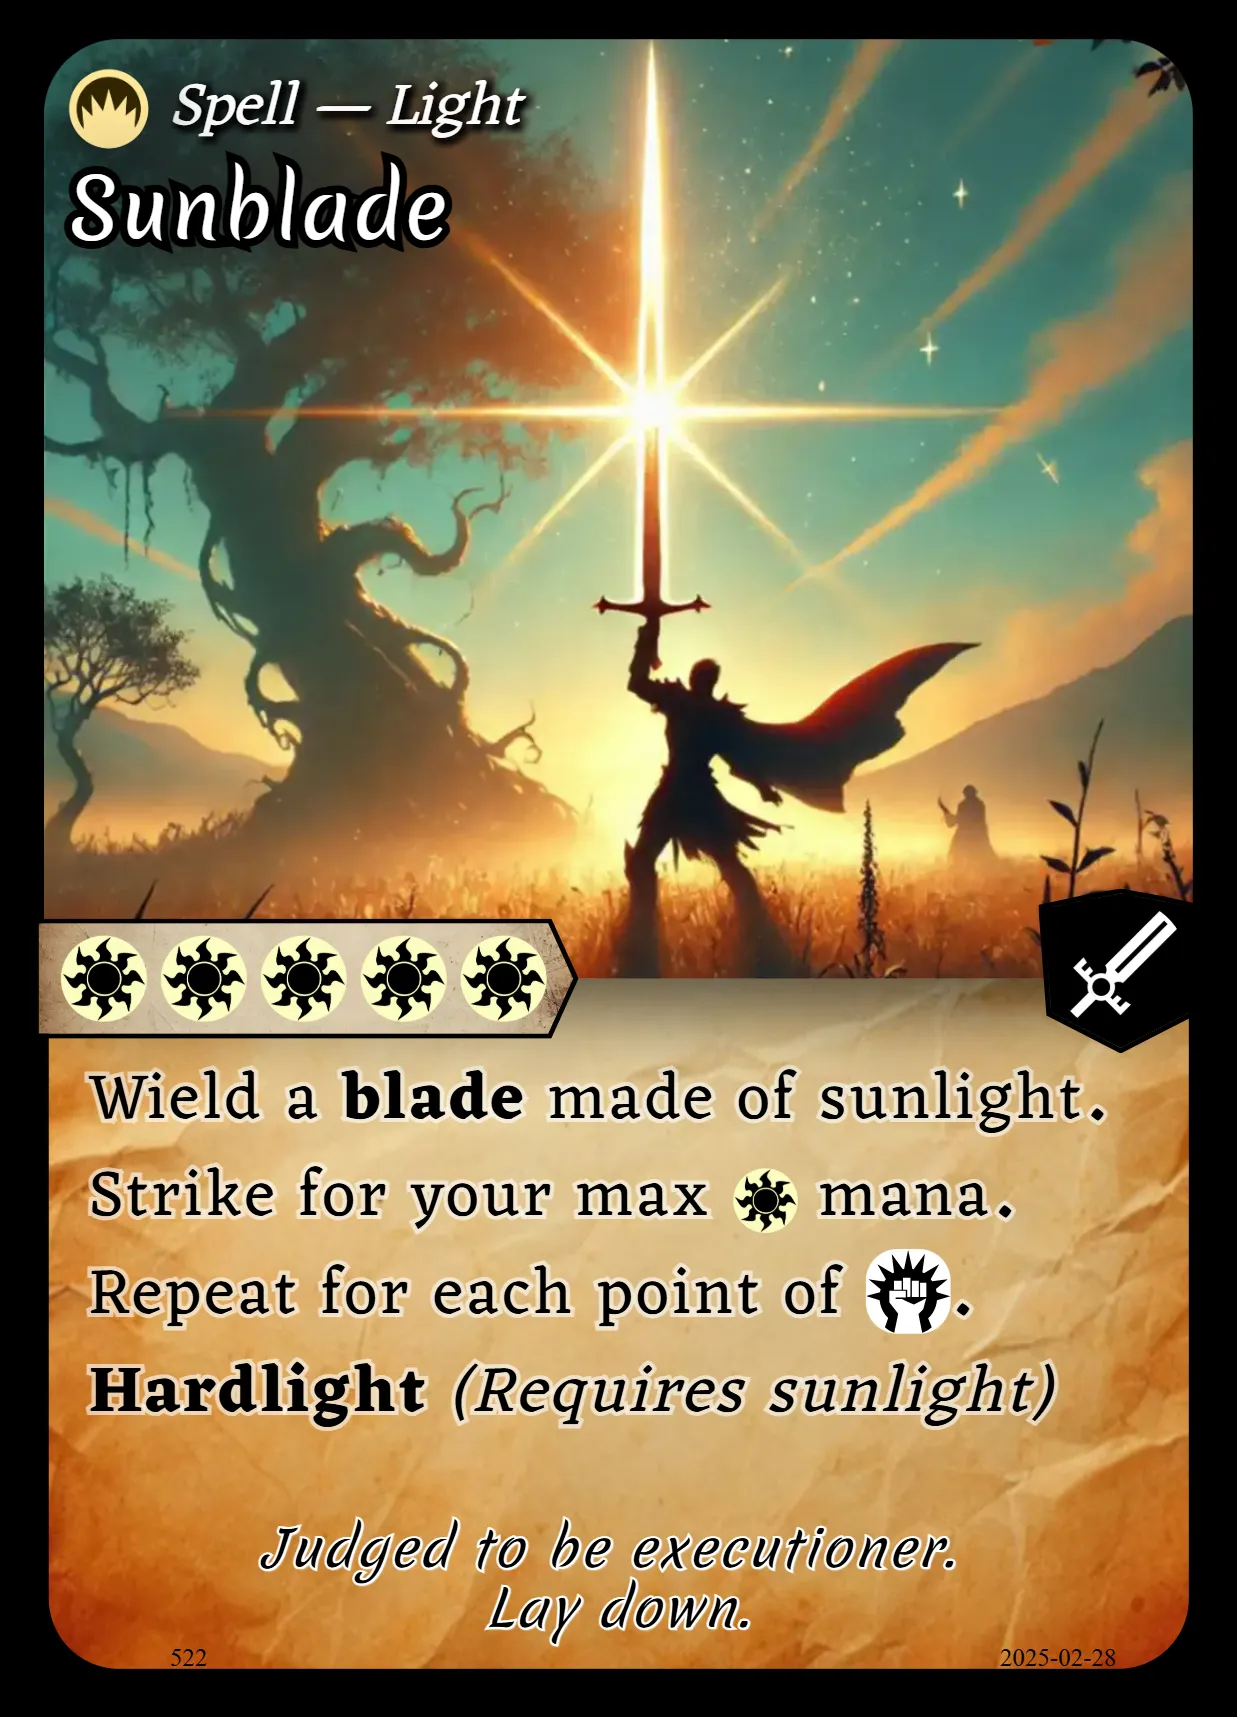 Spell — Light
Sunblade
Wield a blade made of sunlight.
Strike for your max mana.
Repeat for each point of .
Hardlight (Requires sunlight)
Judged to be executioner.
Lay down.
522
2025-02-28